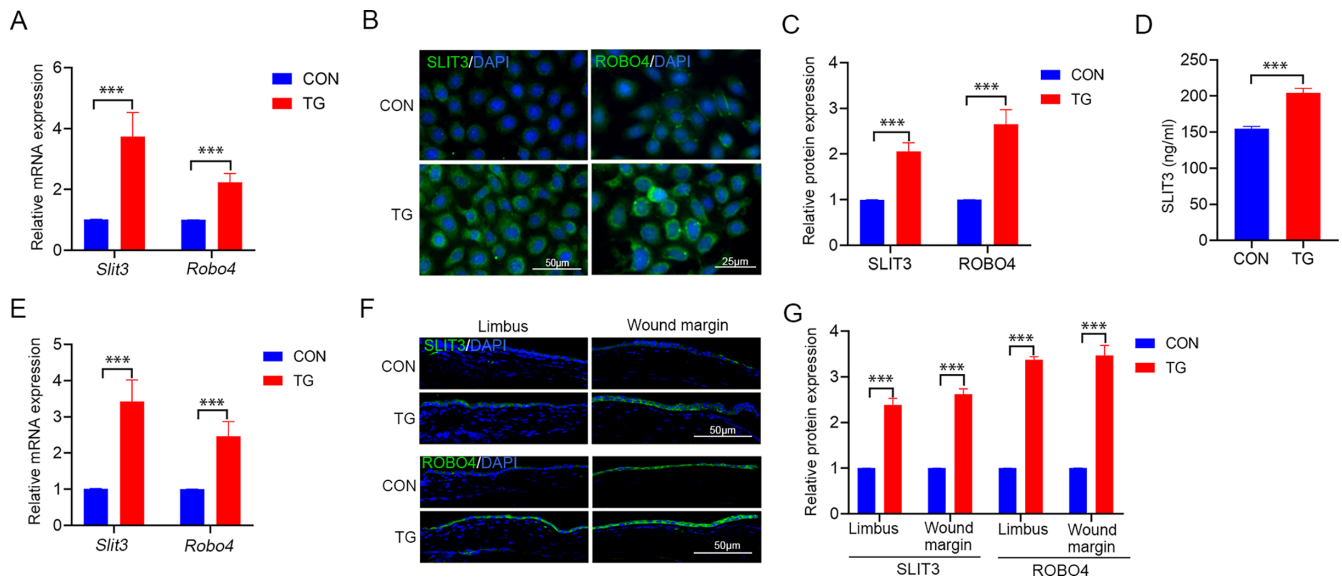 A
Relative mRNA expression
6
4
2
0
***
***
CON
TG
Slit3
Robo4
B
SLIT3/DAPI
ROBO4/DAPI
CON
TG
50μm
25μm
C
Relative protein expression
4
3
2
1
0
***
***
CON
TG
SLIT3
ROBO4
D
SLIT3 (ng/ml)
250
200
150
100
50
0
***
CON
TG
E
Relative mRNA expression
5
4
3
2
1
0
***
***
CON
TG
Slit3
Robo4
F
Limbus
Wound margin
SLIT3/DAPI
CON
TG
50μm
ROBO4/DAPI
CON
TG
50μm
G
Relative protein expression
4
3
2
1
0
***
***
***
***
CON
TG
Limbus
Wound
margin
Limbus
Wound
margin
SLIT3
ROBO4